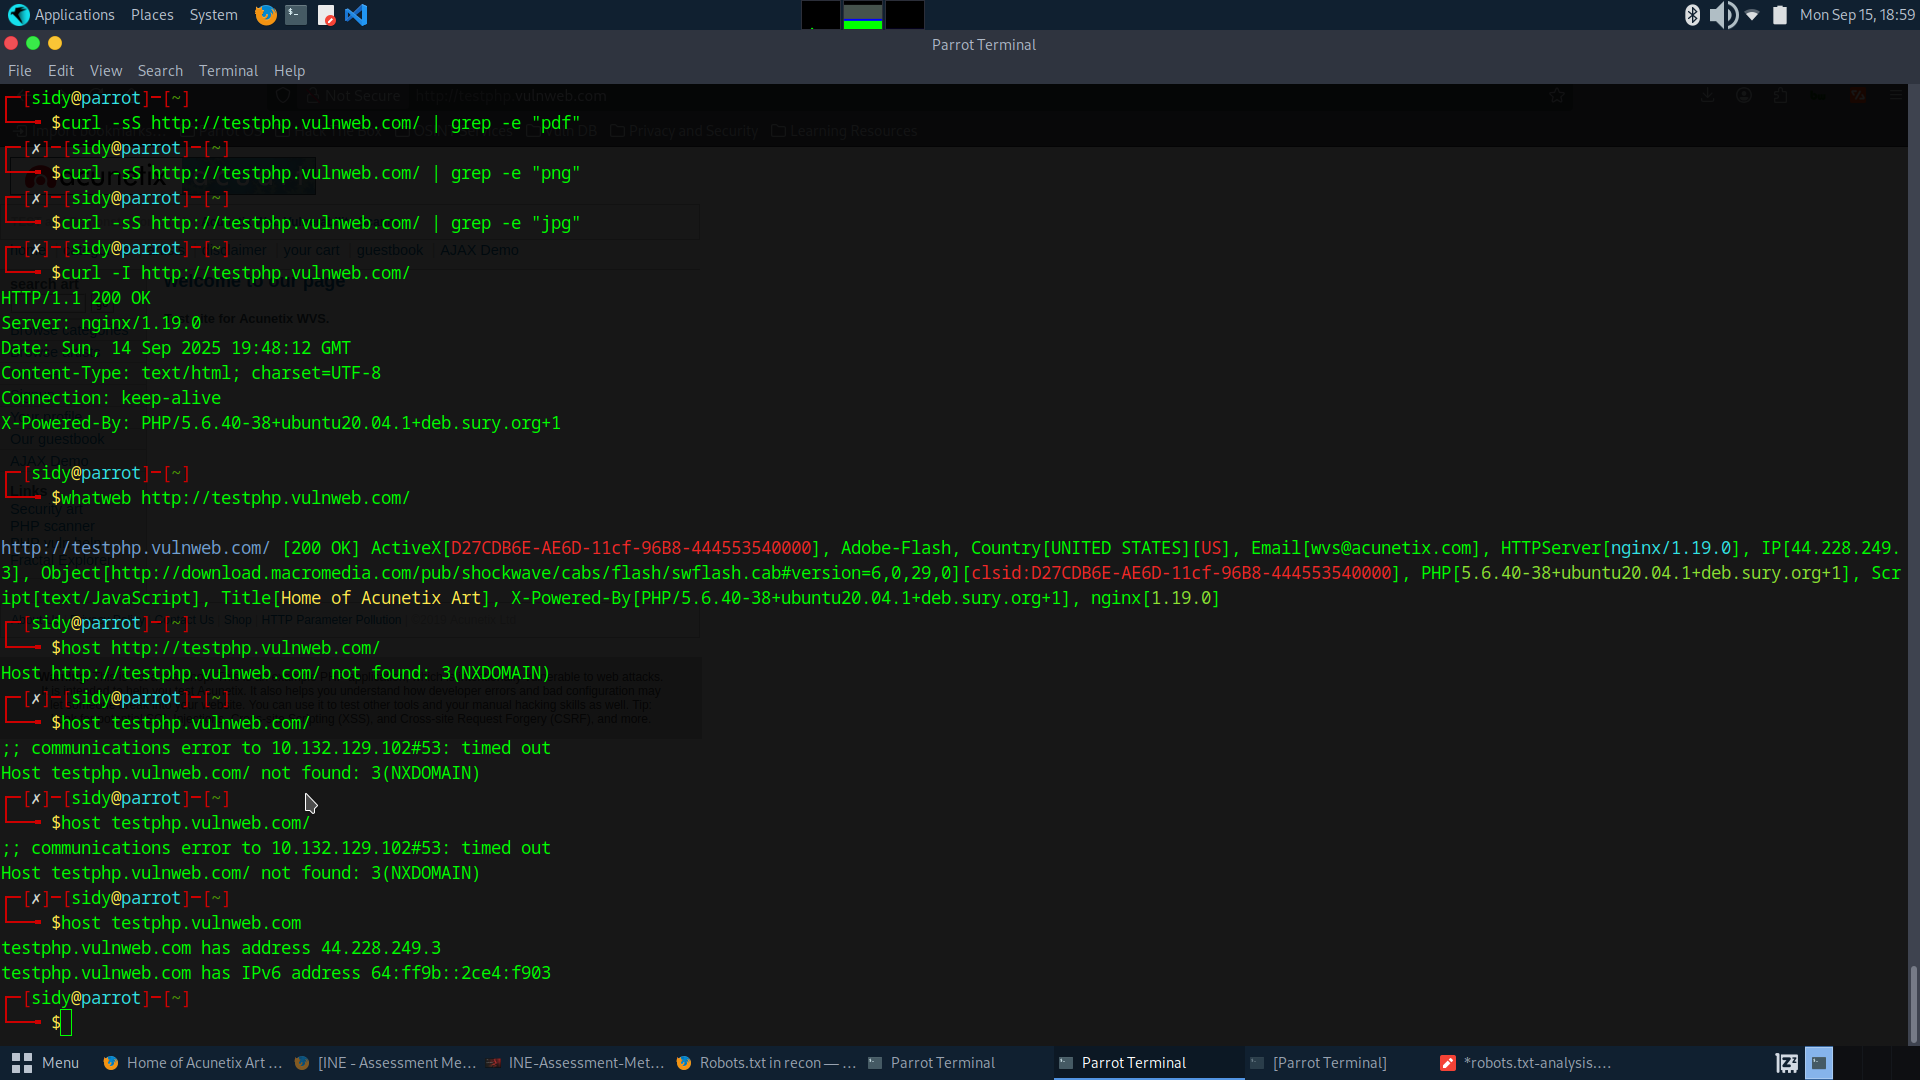 Applications Places System Mon Sep 15, 18:59
Parrot Terminal
File Edit View Search Terminal Help
┌─[sidy@parrot]─[~]
└──╼ $curl -sS http://testphp.vulnweb.com/ | grep -e "pdf"
┌─[✗]─[sidy@parrot]─[~]
└──╼ $curl -sS http://testphp.vulnweb.com/ | grep -e "png"
┌─[✗]─[sidy@parrot]─[~]
└──╼ $curl -sS http://testphp.vulnweb.com/ | grep -e "jpg"
┌─[✗]─[sidy@parrot]─[~]
└──╼ $curl -I http://testphp.vulnweb.com/
HTTP/1.1 200 OK
Server: nginx/1.19.0
Date: Sun, 14 Sep 2025 19:48:12 GMT
Content-Type: text/html; charset=UTF-8
Connection: keep-alive
X-Powered-By: PHP/5.6.40-38+ubuntu20.04.1+deb.sury.org+1
┌─[sidy@parrot]─[~]
└──╼ $whatweb http://testphp.vulnweb.com/
http://testphp.vulnweb.com/ [200 OK] ActiveX[D27CDB6E-AE6D-11cf-96B8-444553540000], Adobe-Flash, Country[UNITED STATES][US], Email[wvs@acunetix.com], HTTPServer[nginx/1.19.0], IP[44.228.249.
3], Object[http://download.macromedia.com/pub/shockwave/cabs/flash/swflash.cab#version=6,0,29,0][clsid:D27CDB6E-AE6D-11cf-96B8-444553540000], PHP[5.6.40-38+ubuntu20.04.1+deb.sury.org+1], Scr
ipt[text/JavaScript], Title[Home of Acunetix Art], X-Powered-By[PHP/5.6.40-38+ubuntu20.04.1+deb.sury.org+1], nginx[1.19.0]
┌─[sidy@parrot]─[~]
└──╼ $host http://testphp.vulnweb.com/
Host http://testphp.vulnweb.com/ not found: 3(NXDOMAIN)
┌─[✗]─[sidy@parrot]─[~]
└──╼ $host testphp.vulnweb.com/
;; communications error to 10.132.129.102#53: timed out
Host testphp.vulnweb.com/ not found: 3(NXDOMAIN)
┌─[✗]─[sidy@parrot]─[~]
└──╼ $host testphp.vulnweb.com/
;; communications error to 10.132.129.102#53: timed out
Host testphp.vulnweb.com/ not found: 3(NXDOMAIN)
┌─[✗]─[sidy@parrot]─[~]
└──╼ $host testphp.vulnweb.com
testphp.vulnweb.com has address 44.228.249.3
testphp.vulnweb.com has IPv6 address 64:ff9b::2ce4:f903
┌─[sidy@parrot]─[~]
└──╼ $
Menu Home of Acunetix Art ... [INE - Assessment Me... INE-Assessment-Met... Robots.txt in recon — ... Parrot Terminal Parrot Terminal [Parrot Terminal] *robots.txt-analysis....